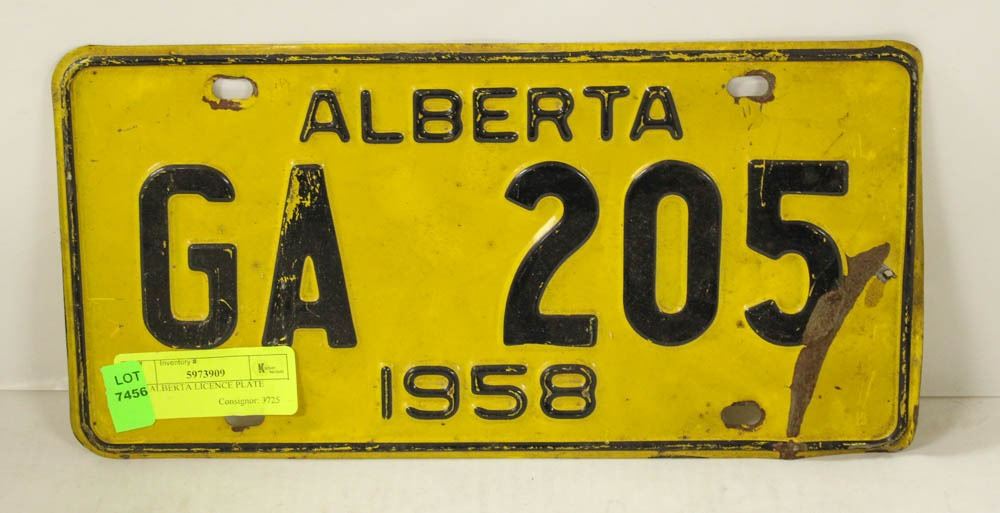 ALBERTA
GA 205
1958
Inventory #
5973909
LOT
7456
ALBERTA LICENCE PLATE
Consignor: 3725